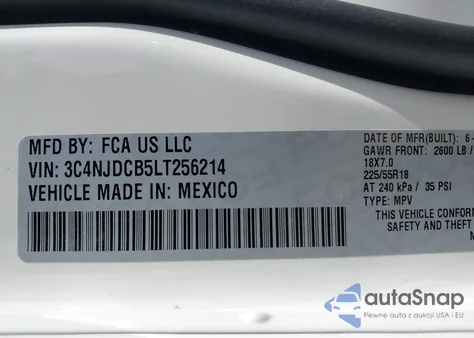 MFD BY: FCA US LLC
VIN: 3C4NJDCB5LT256214
VEHICLE MADE IN: MEXICO
DATE OF MFR(BUILT): 6-
GAWR FRONT: 2600 LB /
18X7.0
225/55R18
AT 240 kPa / 35 PSI
TYPE: MPV
THIS VEHICLE CONFORM
SAFETY AND THEFT
M
autaSnap
Pewne auta z aukcji USA i EU